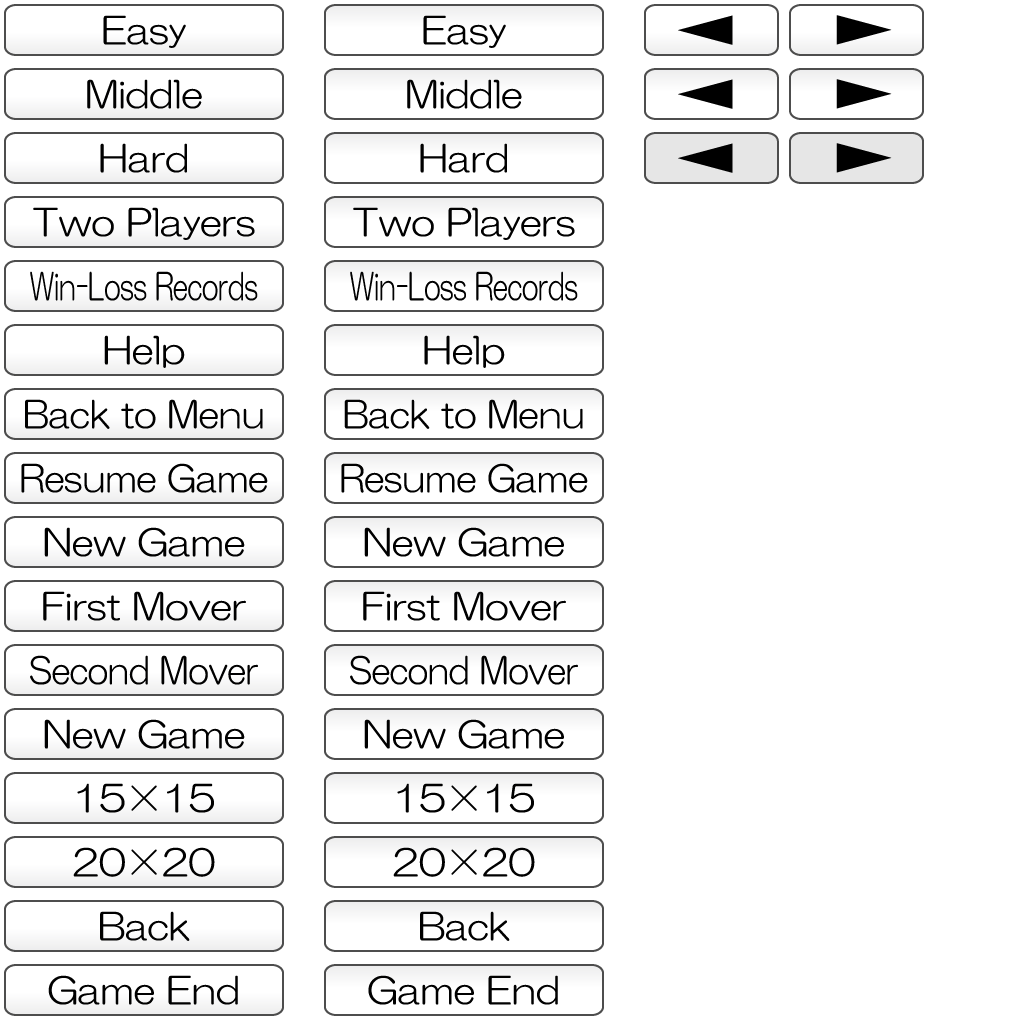 Easy Easy ◀ ▶
Middle Middle ◀ ▶
Hard Hard ◀ ▶
Two Players Two Players
Win-Loss Records Win-Loss Records
Help Help
Back to Menu Back to Menu
Resume Game Resume Game
New Game New Game
First Mover First Mover
Second Mover Second Mover
New Game New Game
15×15 15×15
20×20 20×20
Back Back
Game End Game End